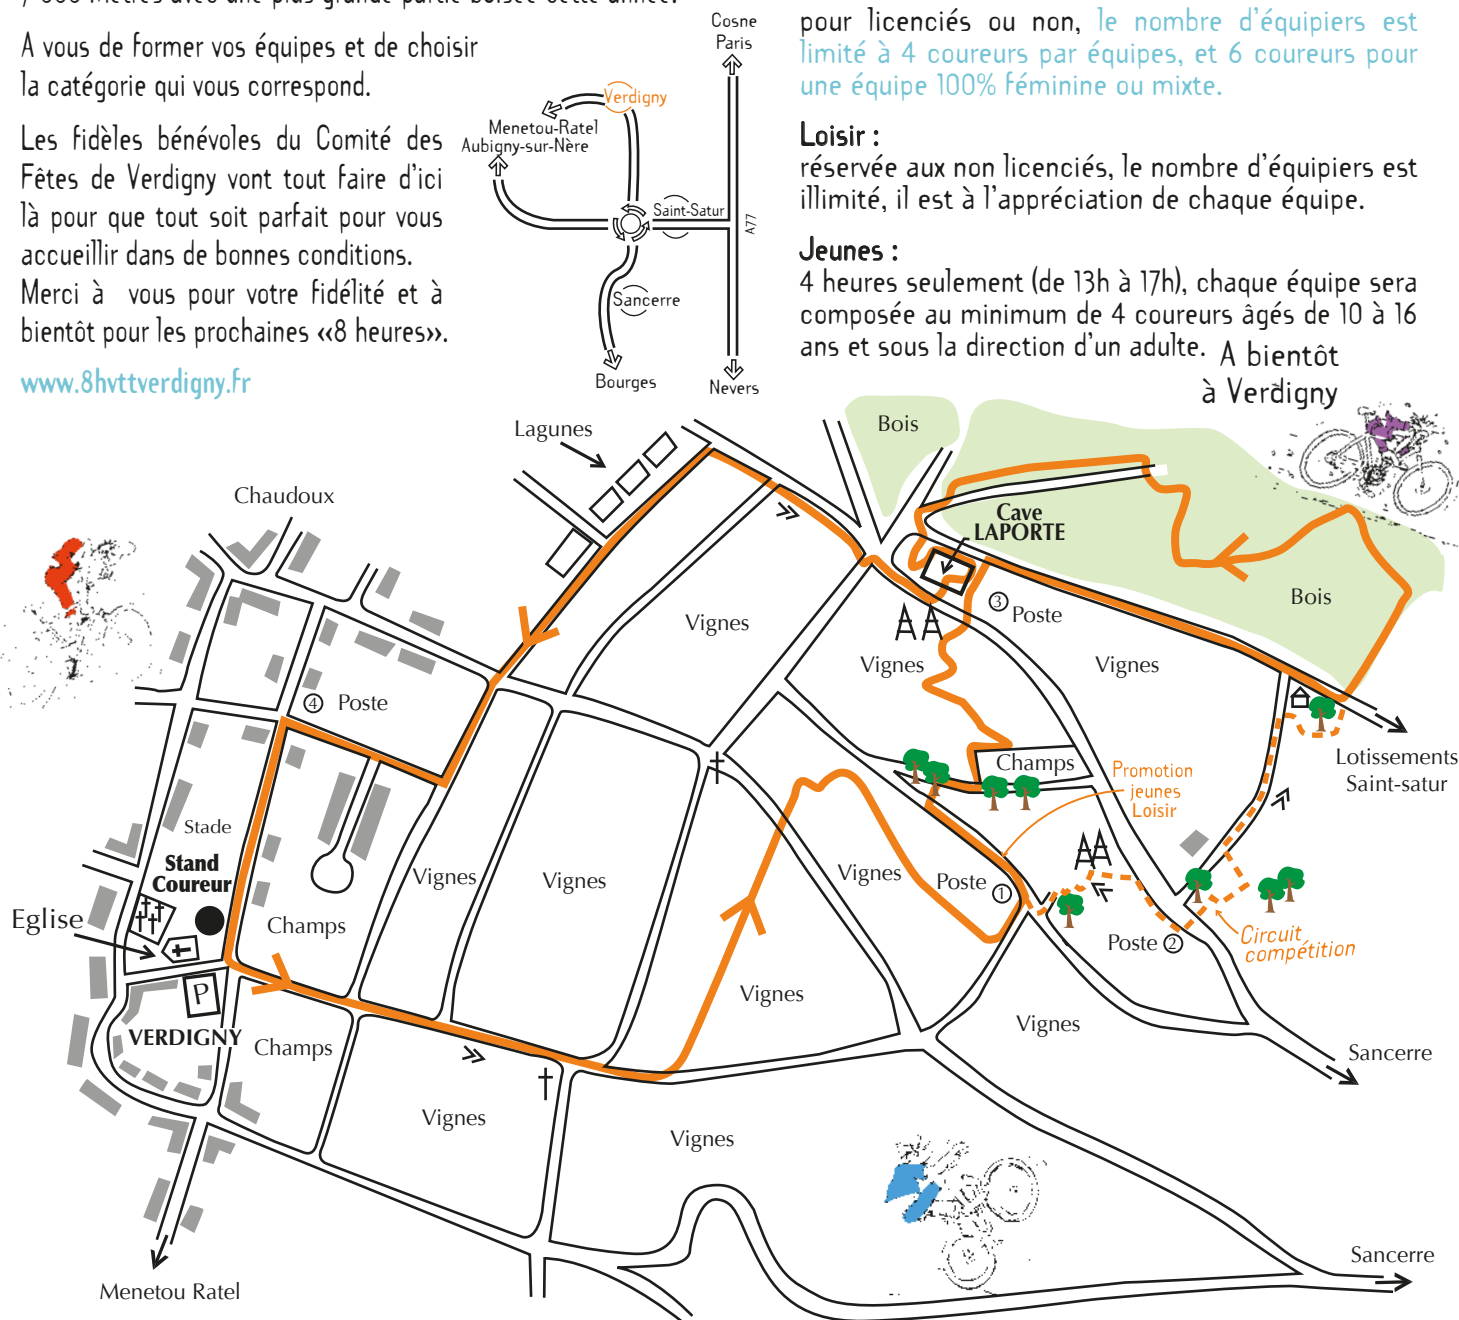 A vous de former vos équipes et de choisir
la catégorie qui vous correspond.
Les fidèles bénévoles du Comité des
Fêtes de Verdigny vont tout faire d'ici
là pour que tout soit parfait pour vous
accueillir dans de bonnes conditions.
Merci à vous pour votre fidélité et à
bientôt pour les prochaines «8 heures».
www.8hvttverdigny.fr
Cosne
Paris
Verdigny
Menetou-Ratel
Aubigny-sur-Nère
Saint-Satur
A77
Sancerre
Bourges
Nevers
pour licenciés ou non, le nombre d'équipiers est
limité à 4 coureurs par équipes, et 6 coureurs pour
une équipe 100% féminine ou mixte.
Loisir :
réservée aux non licenciés, le nombre d'équipiers est
illimité, il est à l'appréciation de chaque équipe.
Jeunes :
4 heures seulement (de 13h à 17h), chaque équipe sera
composée au minimum de 4 coureurs âgés de 10 à 16
ans et sous la direction d'un adulte.
A bientôt
à Verdigny
Lagunes
Bois
Chaudoux
Cave
LAPORTE
Bois
3 Poste
Vignes
Vignes
Vignes
4 Poste
Lotissements
Saint-satur
Champs
Promotion
jeunes
Loisir
Stade
Stand
Coureur
Vignes
Vignes
Vignes
Poste 1
Eglise
Champs
Poste 2
Circuit
compétition
P
Vignes
VERDIGNY
Champs
Vignes
Sancerre
Vignes
Vignes
Sancerre
Menetou Ratel